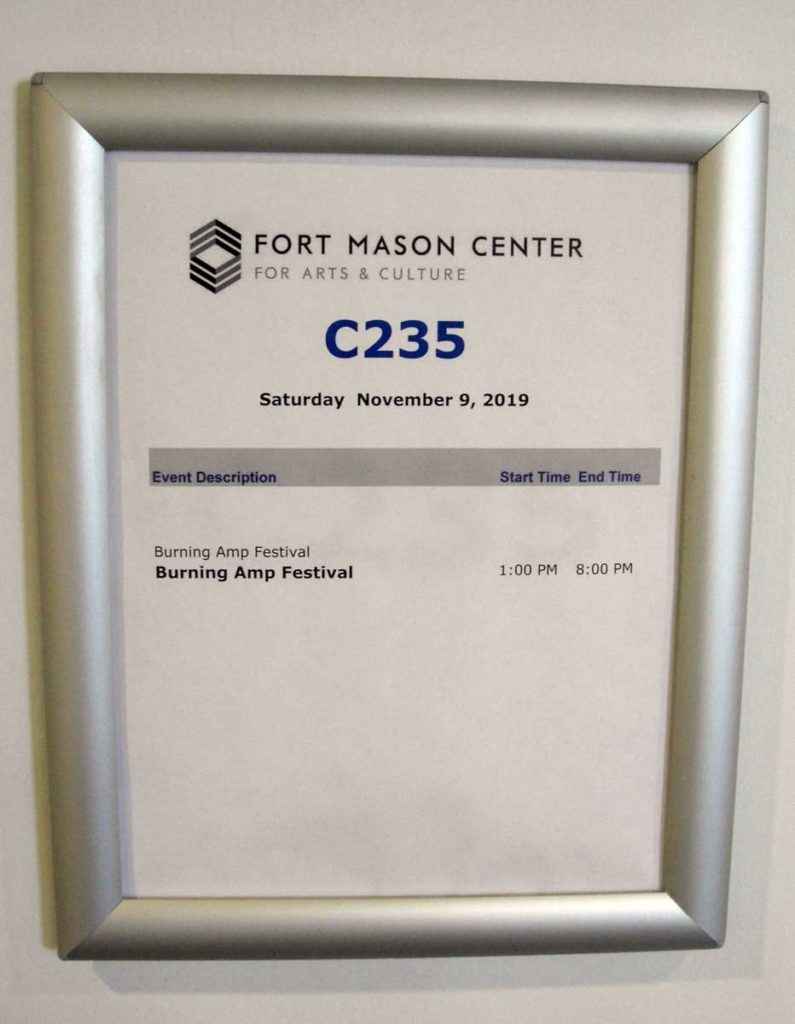 FORT MASON CENTER
FOR ARTS & CULTURE
C235
Saturday November 9, 2019
Event Description Start Time End Time
Burning Amp Festival
Burning Amp Festival 1:00 PM 8:00 PM